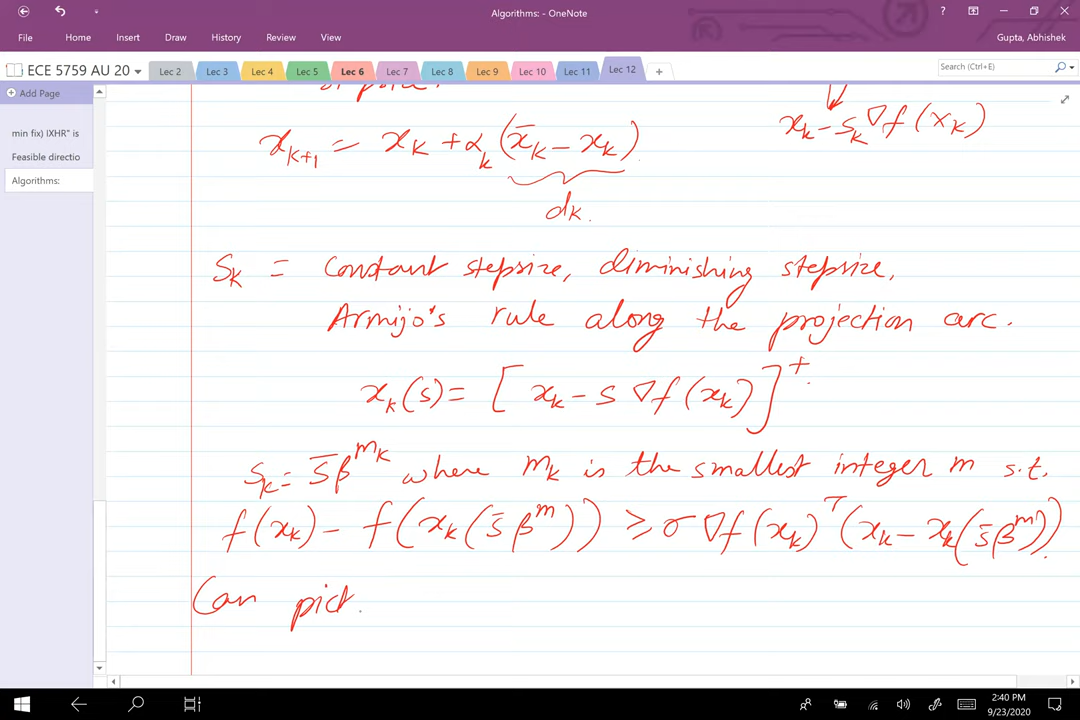 Algorithms: - OneNote
Gupta, Abhishek
File Home Insert Draw History Review View
ECE 5759 AU 20
Lec 2 Lec 3 Lec 4 Lec 5 Lec 6 Lec 7 Lec 8 Lec 9 Lec 10 Lec 11 Lec 12
Search (Ctrl+E)
Add Page
min f(x) ||X||R" is
Feasible directio
Algorithms:
x_k - s_k ∇f(x_k)
x_{k+1} = x_k + α_k (x̄_k - x_k)
d_k.
S_k = Constant stepsize, diminishing stepsize,
Armijo's rule along the projection arc.
x_k(s) = [x_k - s ∇f(x_k)]^+.
S_k = s̄β^{m_k} where m_k is the smallest integer m s.t.
f(x_k) - f(x_k(s̄β^m)) ≥ σ ∇f(x_k)^T (x_k - x_k(s̄β^m)).
Can pick
2:40 PM
9/23/2020